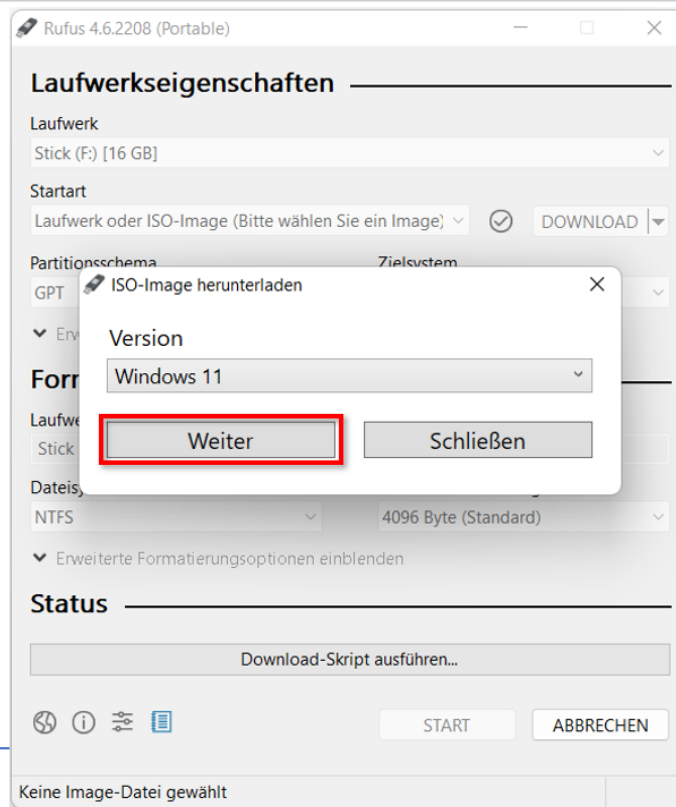 Rufus 4.6.2208 (Portable)
Laufwerkseigenschaften
Laufwerk
Stick (F:) [16 GB]
Startart
Laufwerk oder ISO-Image (Bitte wählen Sie ein Image)
DOWNLOAD
Partitionsschema
Zielsystem
GPT
ISO-Image herunterladen
Version
Windows 11
Weiter
Schließen
Stick
NTFS
4096 Byte (Standard)
Erweiterte Formatierungsoptionen einblenden
Status
Download-Skript ausführen...
START
ABBRECHEN
Keine Image-Datei gewählt